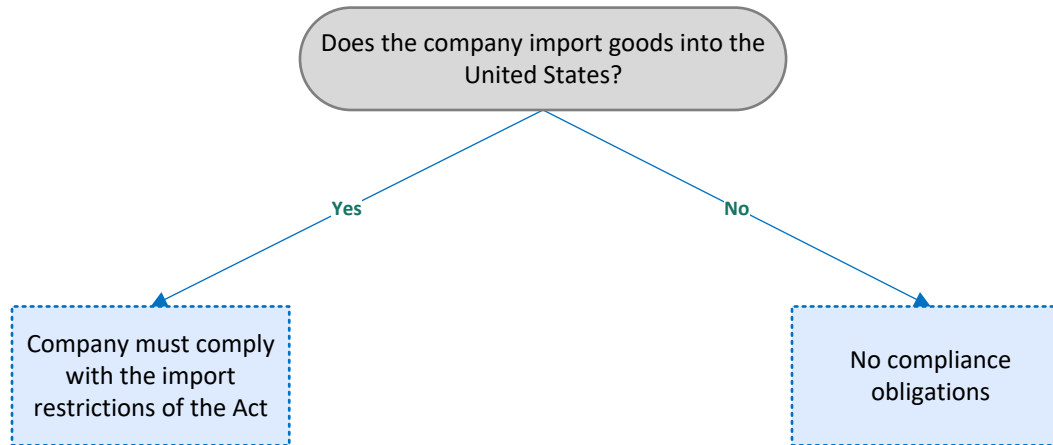 Does the company import goods into the
United States?
Yes
No
Company must comply
with the import
restrictions of the Act
No compliance
obligations